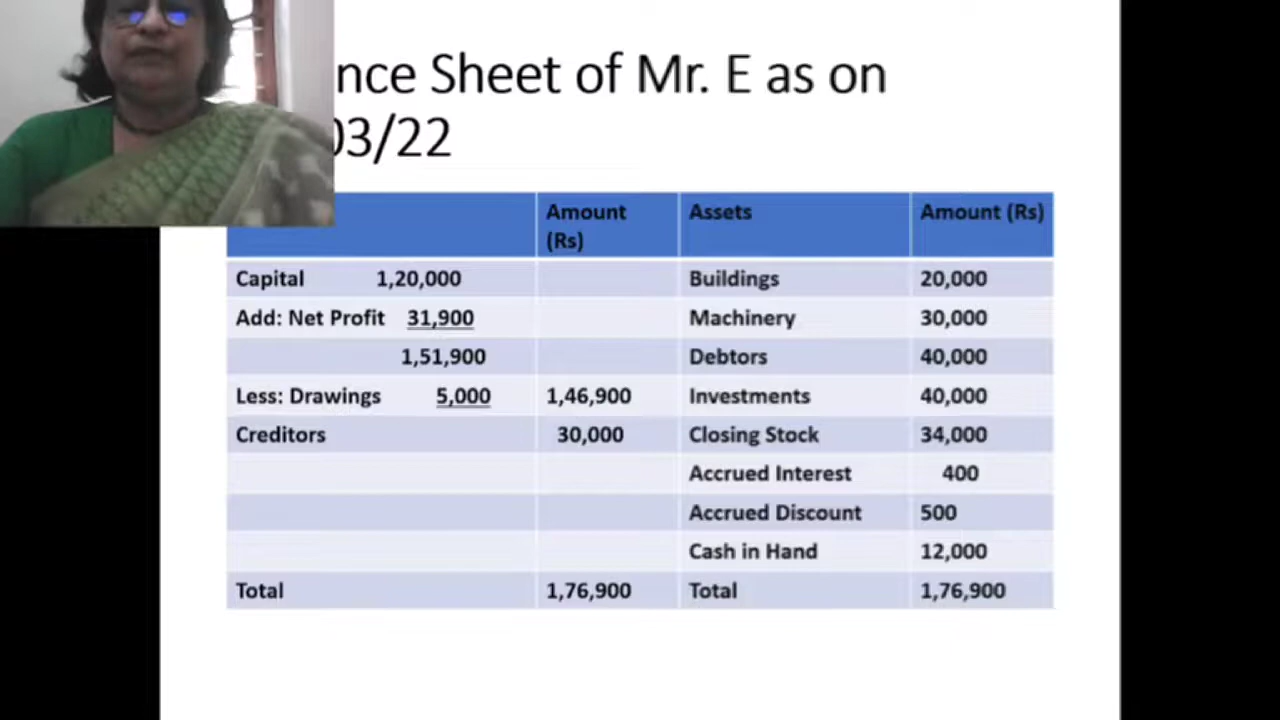 nce Sheet of Mr. E as on
03/22
Amount (Rs) Assets Amount (Rs)
Capital 1,20,000 Buildings 20,000
Add: Net Profit 31,900 Machinery 30,000
1,51,900 Debtors 40,000
Less: Drawings 5,000 1,46,900 Investments 40,000
Creditors 30,000 Closing Stock 34,000
Accrued Interest 400
Accrued Discount 500
Cash in Hand 12,000
Total 1,76,900 Total 1,76,900